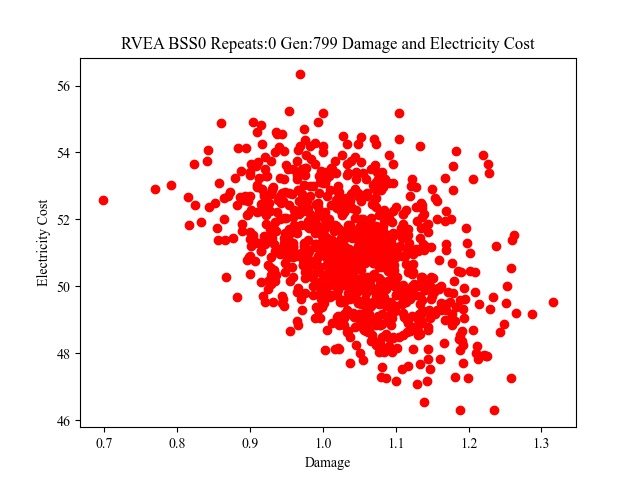 RVEA BSS0 Repeats:0 Gen:799 Damage and Electricity Cost
56
54
52
50
48
46
Electricity Cost
0.7 0.8 0.9 1.0 1.1 1.2 1.3
Damage